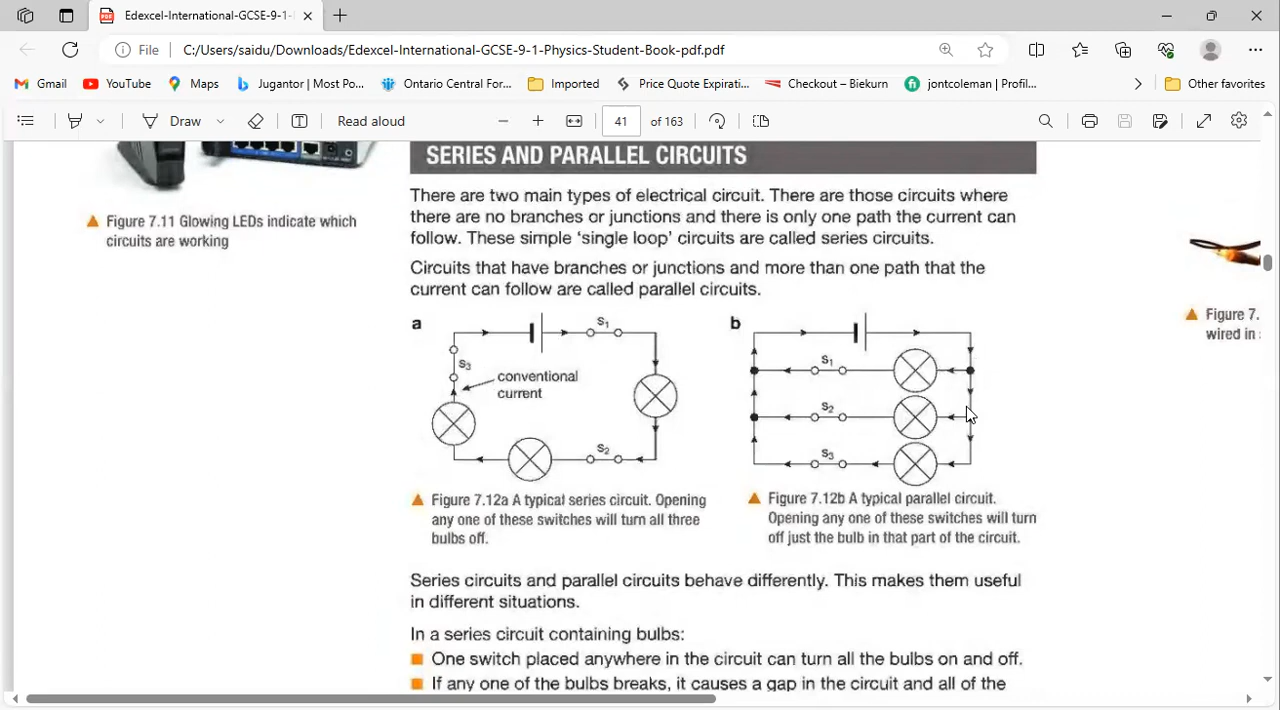 Edexcel-International-GCSE-9-1-
File
C:/Users/saidu/Downloads/Edexcel-International-GCSE-9-1-Physics-Student-Book-pdf.pdf
Gmail
YouTube
Maps
Jugantor | Most Po...
Ontario Central For...
Imported
Price Quote Expirati...
Checkout – Biekurn
jontcoleman | Profil...
Other favorites
Draw
Read aloud
41
of 163
SERIES AND PARALLEL CIRCUITS
There are two main types of electrical circuit. There are those circuits where
there are no branches or junctions and there is only one path the current can
follow. These simple ‘single loop’ circuits are called series circuits.
Circuits that have branches or junctions and more than one path that the
current can follow are called parallel circuits.
Figure 7.11 Glowing LEDs indicate which
circuits are working
a
S1
S3
conventional
current
S2
Figure 7.12a A typical series circuit. Opening
any one of these switches will turn all three
bulbs off.
b
S1
S2
S3
Figure 7.12b A typical parallel circuit.
Opening any one of these switches will turn
off just the bulb in that part of the circuit.
Figure 7.
wired in
Series circuits and parallel circuits behave differently. This makes them useful
in different situations.
In a series circuit containing bulbs:
One switch placed anywhere in the circuit can turn all the bulbs on and off.
If any one of the bulbs breaks, it causes a gap in the circuit and all of the